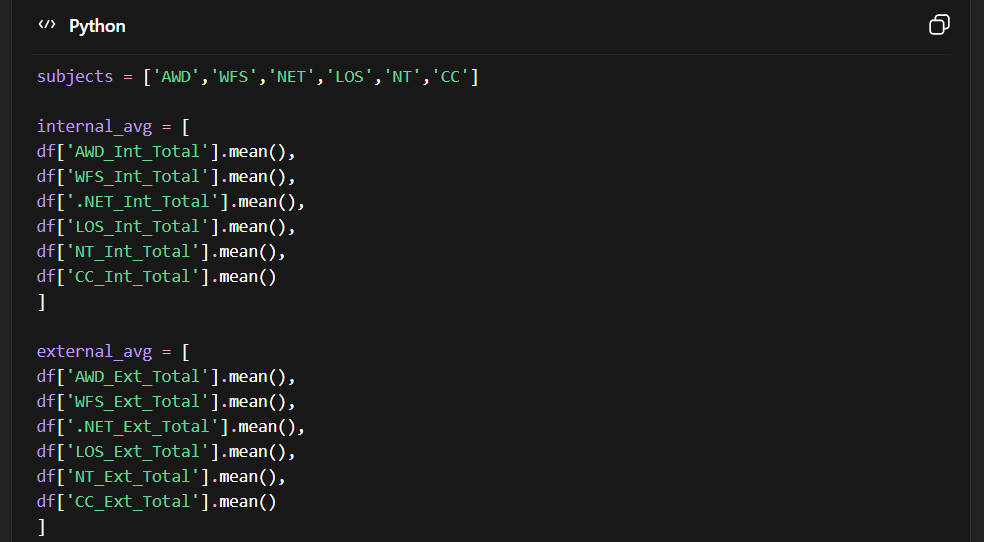 Python
subjects = ['AWD','WFS','NET','LOS','NT','CC']
internal_avg = [
df['AWD_Int_Total'].mean(),
df['WFS_Int_Total'].mean(),
df['.NET_Int_Total'].mean(),
df['LOS_Int_Total'].mean(),
df['NT_Int_Total'].mean(),
df['CC_Int_Total'].mean()
]
external_avg = [
df['AWD_Ext_Total'].mean(),
df['WFS_Ext_Total'].mean(),
df['.NET_Ext_Total'].mean(),
df['LOS_Ext_Total'].mean(),
df['NT_Ext_Total'].mean(),
df['CC_Ext_Total'].mean()
]